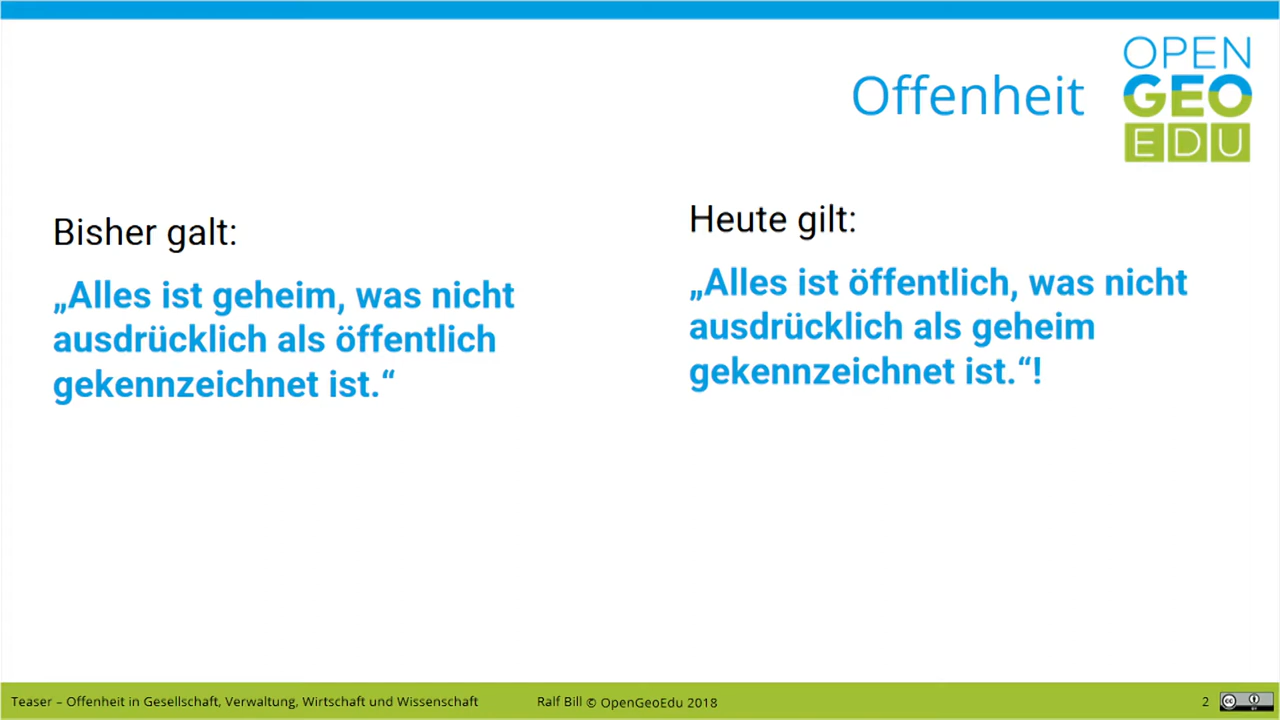 Offenheit
OPEN
GEO
EDU
Bisher galt:
„Alles ist geheim, was nicht
ausdrücklich als öffentlich
gekennzeichnet ist.“
Heute gilt:
„Alles ist öffentlich, was nicht
ausdrücklich als geheim
gekennzeichnet ist.“!
Teaser – Offenheit in Gesellschaft, Verwaltung, Wirtschaft und Wissenschaft
Ralf Bill © OpenGeoEdu 2018
2
cc
BY